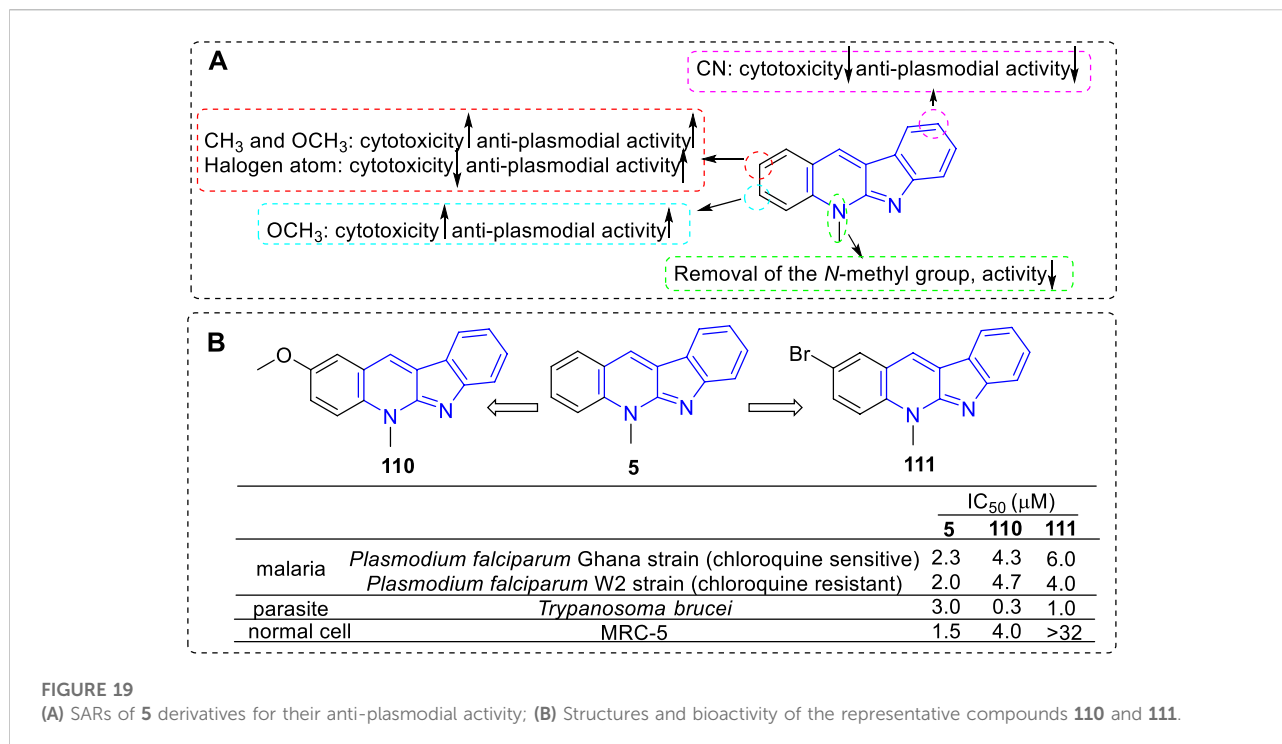 A
CN: cytotoxicity anti-plasmodial activity
CH₃ and OCH₃: cytotoxicity anti-plasmodial activity
Halogen atom: cytotoxicity anti-plasmodial activity
OCH₃: cytotoxicity anti-plasmodial activity
N
N
Removal of the N-methyl group, activity
B
O
N
N
110
N
N
5
Br
N
N
111
IC₅₀ (μM)
5 110 111
malaria Plasmodium falciparum Ghana strain (chloroquine sensitive) 2.3 4.3 6.0
Plasmodium falciparum W2 strain (chloroquine resistant) 2.0 4.7 4.0
parasite Trypanosoma brucei 3.0 0.3 1.0
normal cell MRC-5 1.5 4.0 >32
FIGURE 19
(A) SARs of 5 derivatives for their anti-plasmodial activity; (B) Structures and bioactivity of the representative compounds 110 and 111.